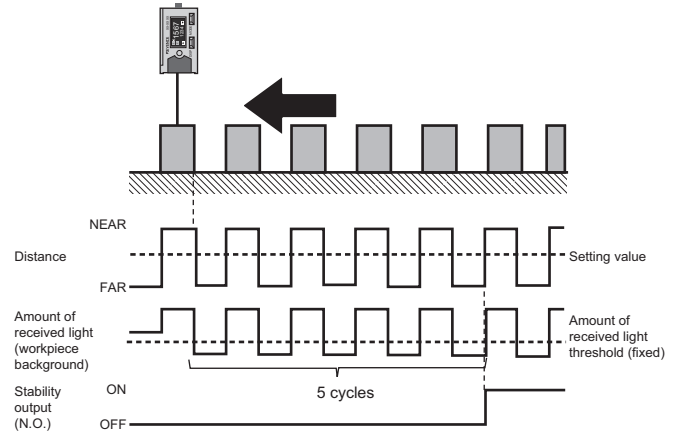 NEAR
Distance
Setting value
FAR
Amount of
received light
(workpiece
background)
Amount of
received light
threshold (fixed)
5 cycles
Stability
output
(N.O.)
ON
OFF